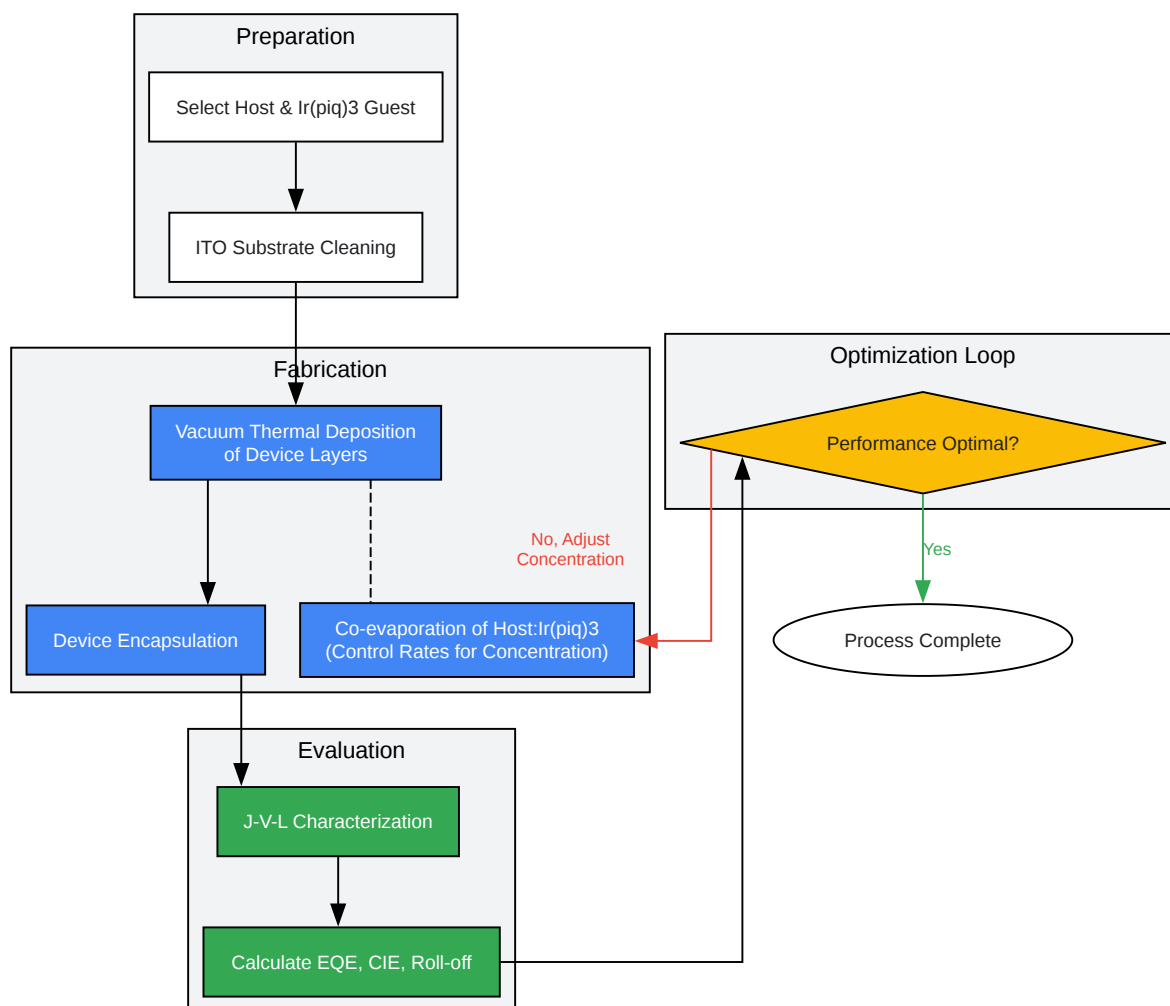 Preparation
Select Host & Ir(piq)3 Guest
ITO Substrate Cleaning
Fabrication
Vacuum Thermal Deposition
of Device Layers
Device Encapsulation
Co-evaporation of Host:Ir(piq)3
(Control Rates for Concentration)
No, Adjust
Concentration
Optimization Loop
Performance Optimal?
Yes
Process Complete
Evaluation
J-V-L Characterization
Calculate EQE, CIE, Roll-off